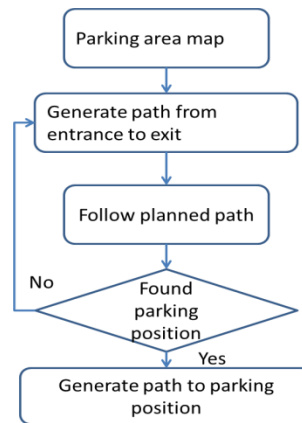 Parking area map
Generate path from
entrance to exit
Follow planned path
No
Found
parking
position
Yes
Generate path to parking
position